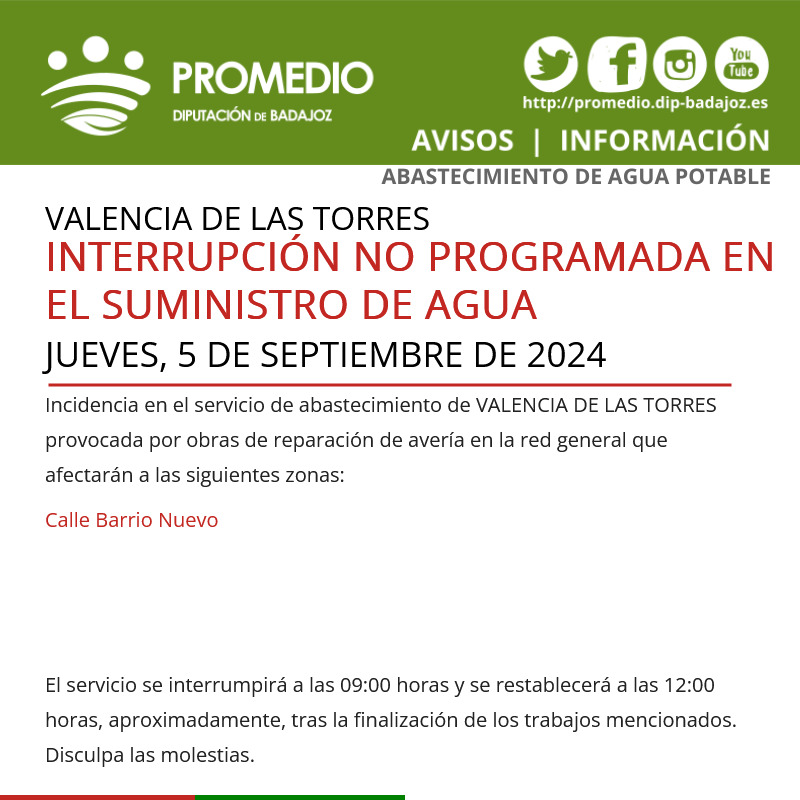 PROMEDIO
DIPUTACIÓN DE BADAJOZ
You
Tube
http://promedio.dip-badajoz.es
AVISOS | INFORMACIÓN
ABASTECIMIENTO DE AGUA POTABLE
VALENCIA DE LAS TORRES
INTERRUPCIÓN NO PROGRAMADA EN
EL SUMINISTRO DE AGUA
JUEVES, 5 DE SEPTIEMBRE DE 2024
Incidencia en el servicio de abastecimiento de VALENCIA DE LAS TORRES
provocada por obras de reparación de avería en la red general que
afectarán a las siguientes zonas:
Calle Barrio Nuevo
El servicio se interrumpirá a las 09:00 horas y se restablecerá a las 12:00
horas, aproximadamente, tras la finalización de los trabajos mencionados.
Disculpa las molestias.